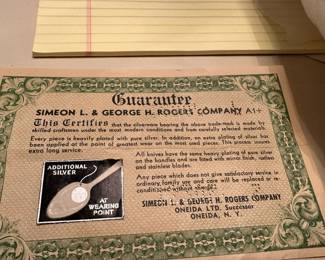 Guarantee
SIMEON L. & GEORGE H. ROGERS COMPANY A1+
This Certifies that the silverware bearing the above trade-mark is made by
skilled craftsmen under the most modern conditions and from carefully selected materials.
Every piece is heavily plated with pure silver. In addition, an extra plating of silver has
been applied at the point of greatest wear on the most used pieces. This process insures
extra long service.
ADDITIONAL
SILVER
AT
WEARING
POINT
All knives have the same heavy plating of pure silver
on the handles and are fitted with mirror finish, rustless
and stainless blades.
Any piece which does not give satisfactory service in
ordinary family use and care will be replaced or re-
conditioned without charge.
SIMEON L. & GEORGE H. ROGERS COMPANY
ONEIDA LTD. Successor
ONEIDA, N. Y.